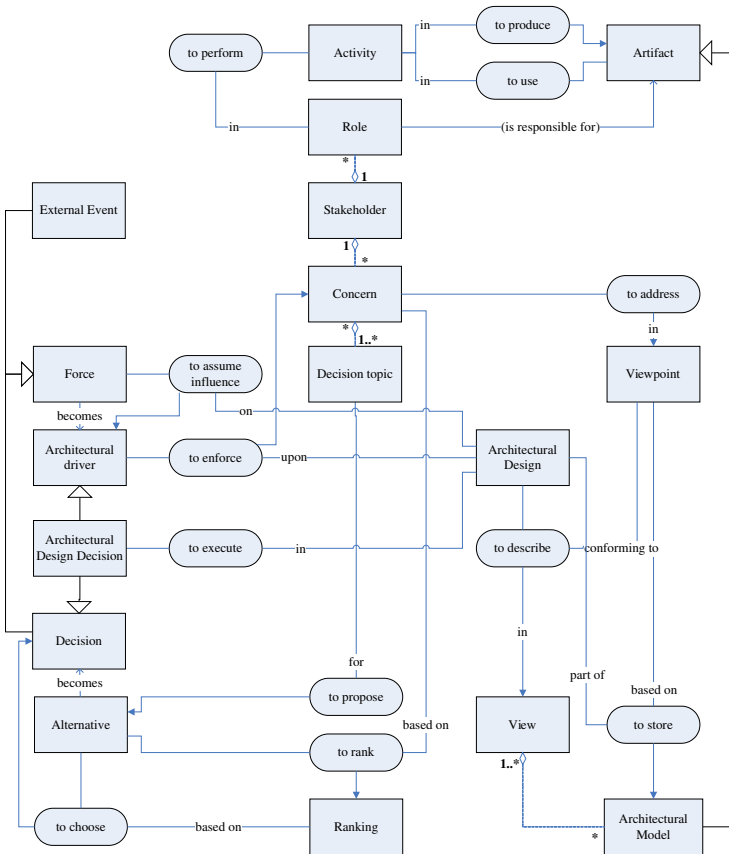 to perform
Activity
in
to produce
Artifact
in
to use
in
Role
(is responsible for)
*
1
External Event
Stakeholder
1
*
Concern
to address
*
1..*
in
Force
to assume
influence
Decision topic
Viewpoint
becomes
on
Architectural
driver
to enforce
upon
Architectural
Design
Architectural
Design Decision
to execute
in
to describe
conforming to
Decision
in
for
part of
becomes
based on
to propose
Alternative
based on
View
to store
to rank
1..*
to choose
based on
Ranking
*
Architectural
Model